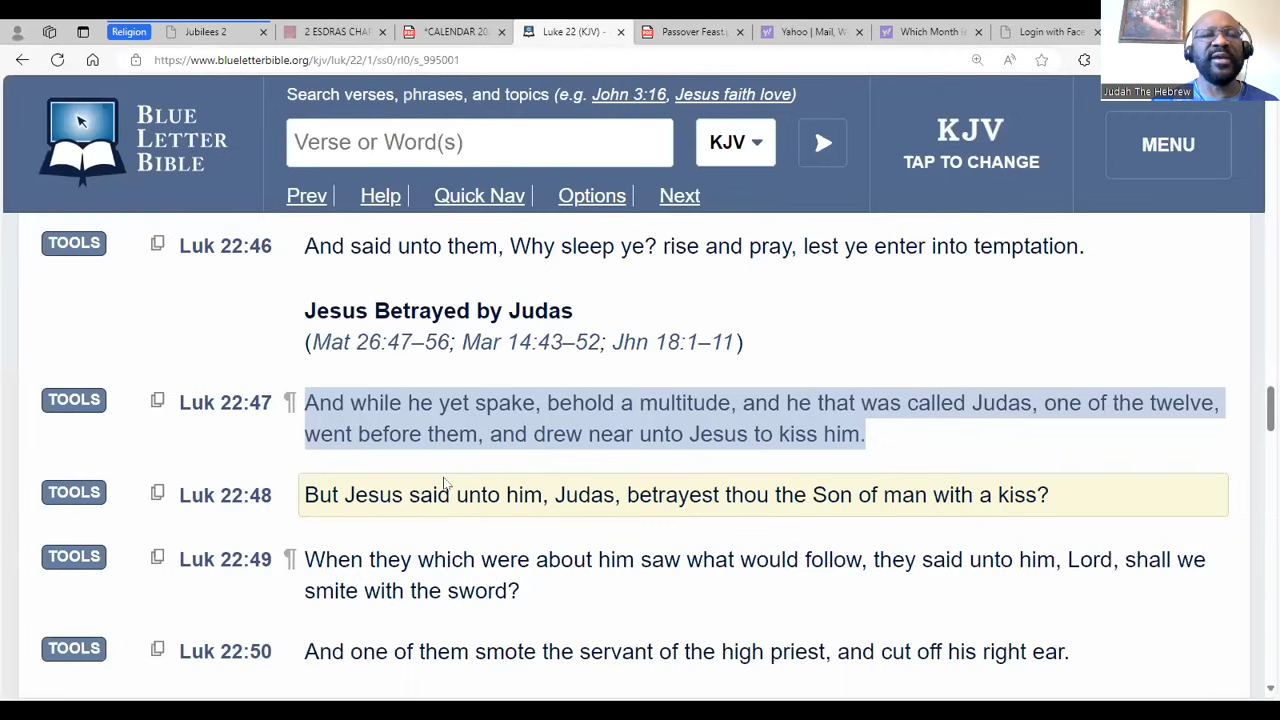 Religion
Jubilees 2
2 ESDRAS CHA
*CALENDAR 20
Luke 22 (KJV) -
Passover Feast
Yahoo | Mail, W
Which Month i
Login with Face
https://www.blueletterbible.org/kjv/luke/22/1/ss0/rl0/s_995001
Judah The Hebrew
BLUE
LETTER
BIBLE
Search verses, phrases, and topics (e.g. John 3:16, Jesus faith love)
Verse or Word(s)
KJV
KJV
TAP TO CHANGE
MENU
Prev | Help | Quick Nav | Options | Next
TOOLS Luk 22:46 And said unto them, Why sleep ye? rise and pray, lest ye enter into temptation.
Jesus Betrayed by Judas
(Mat 26:47–56; Mar 14:43–52; Jhn 18:1–11)
TOOLS Luk 22:47 ¶ And while he yet spake, behold a multitude, and he that was called Judas, one of the twelve,
went before them, and drew near unto Jesus to kiss him.
TOOLS Luk 22:48 But Jesus said unto him, Judas, betrayest thou the Son of man with a kiss?
TOOLS Luk 22:49 ¶ When they which were about him saw what would follow, they said unto him, Lord, shall we
smite with the sword?
TOOLS Luk 22:50 And one of them smote the servant of the high priest, and cut off his right ear.